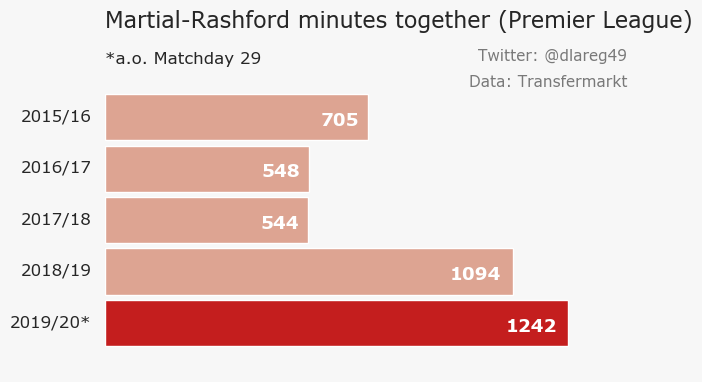 Martial-Rashford minutes together (Premier League)
*a.o. Matchday 29
Twitter: @dlareg49
Data: Transfermarkt
2015/16 705
2016/17 548
2017/18 544
2018/19 1094
2019/20* 1242